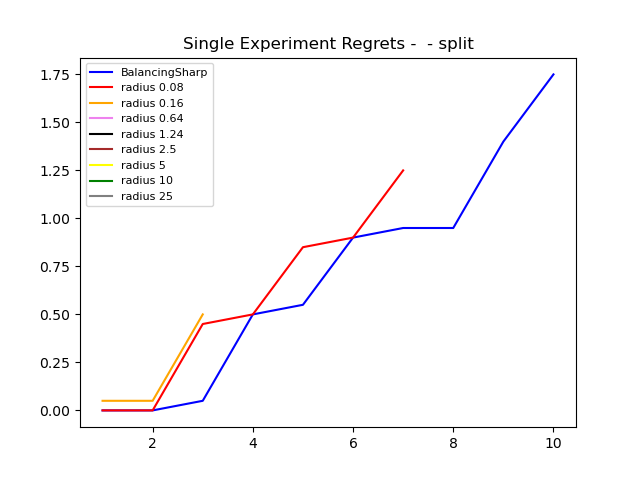 Single Experiment Regrets -  - split
BalancingSharp
radius 0.08
radius 0.16
radius 0.64
radius 1.24
radius 2.5
radius 5
radius 10
radius 25
1.75
1.50
1.25
1.00
0.75
0.50
0.25
0.00
2 4 6 8 10